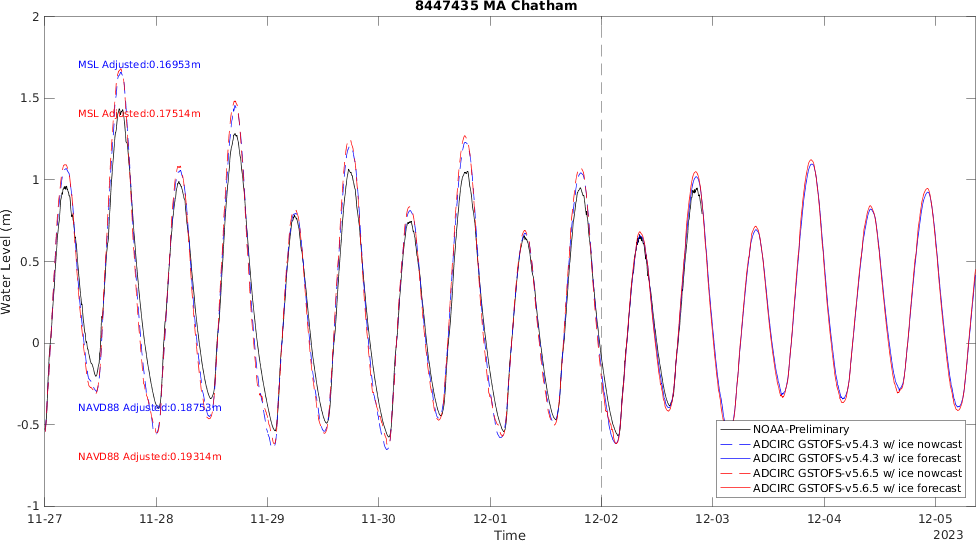 8447435 MA Chatham
2
MSL Adjusted:0.16953m
1.5
MSL Adjusted:0.17514m
1
Water Level (m)
0.5
0
NAVD88 Adjusted:0.18753m
-0.5
NAVD88 Adjusted:0.19314m
NOAA-Preliminary
ADCIRC GSTOFS-v5.4.3 w/ ice nowcast
ADCIRC GSTOFS-v5.4.3 w/ ice forecast
ADCIRC GSTOFS-v5.6.5 w/ ice nowcast
ADCIRC GSTOFS-v5.6.5 w/ ice forecast
-1
11-27 11-28 11-29 11-30 12-01 12-02 12-03 12-04 12-05
Time
2023